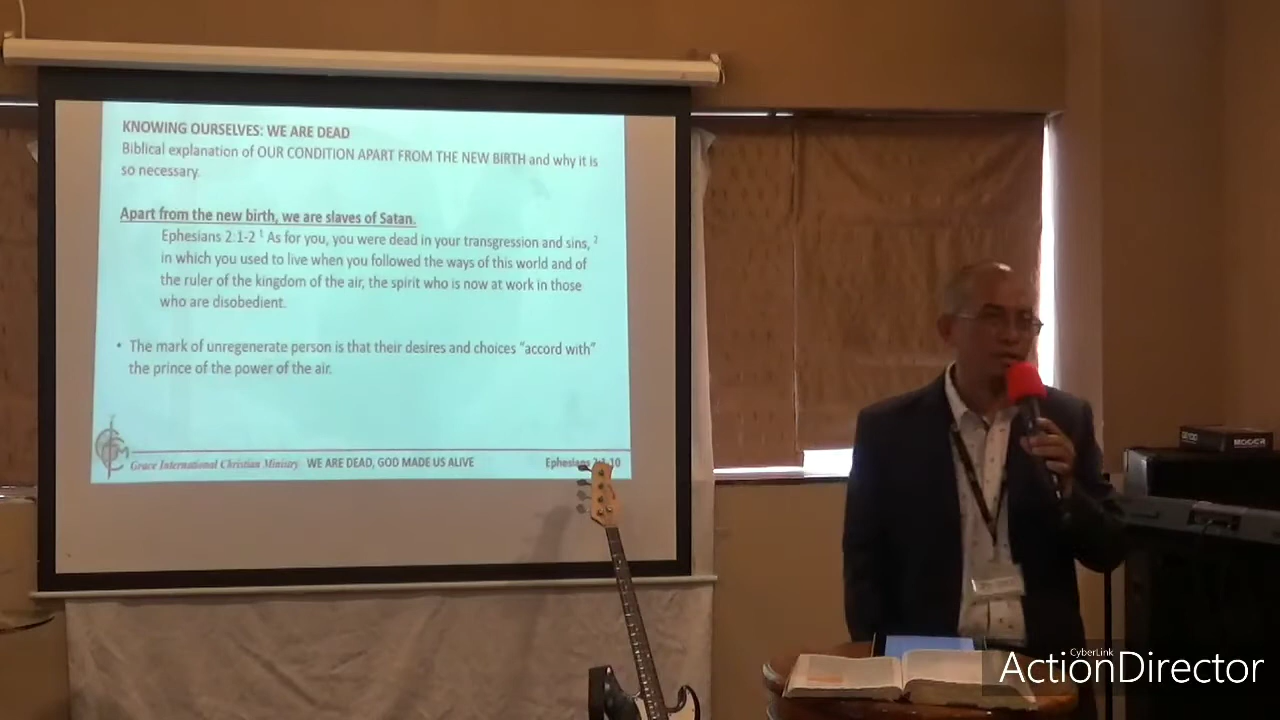 KNOWING OURSELVES: WE ARE DEAD
Biblical explanation of OUR CONDITION APART FROM THE NEW BIRTH and why it is
so necessary.
Apart from the new birth, we are slaves of Satan.
Ephesians 2:1-2 1 As for you, you were dead in your transgression and sins, 2
in which you used to live when you followed the ways of this world and of
the ruler of the kingdom of the air, the spirit who is now at work in those
who are disobedient.
• The mark of unregenerate person is that their desires and choices “accord with”
the prince of the power of the air.
Grace International Christian Ministry WE ARE DEAD, GOD MADE US ALIVE Ephesians 2:1-10
MOOER
CyberLink
ActionDirector